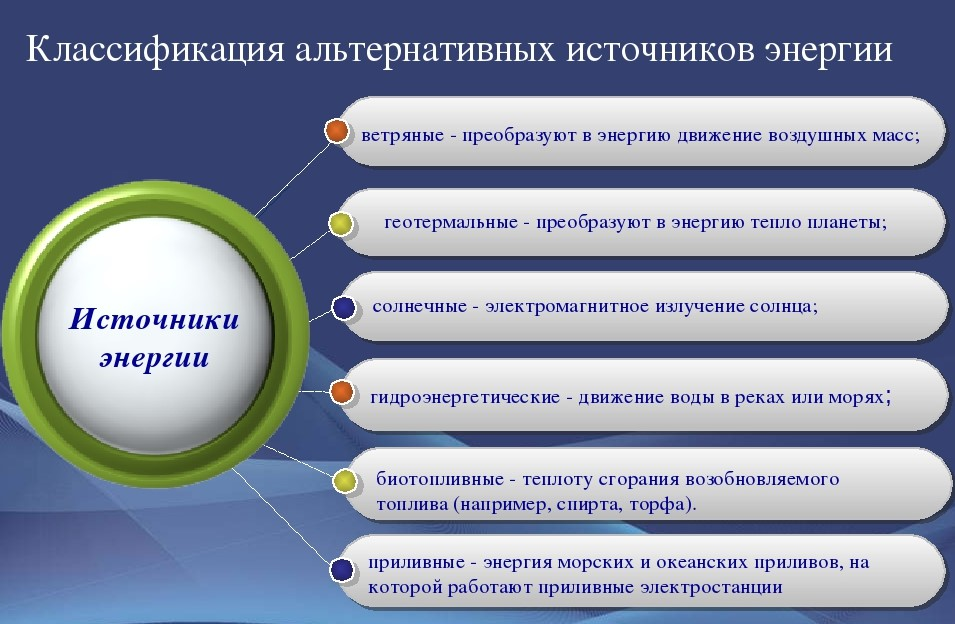 Классификация альтернативных источников энергии
ветряные - преобразуют в энергию движение воздушных масс;
геотермальные - преобразуют в энергию тепло планеты;
солнечные - электромагнитное излучение солнца;
Источники
энергии
гидроэнергетические - движение воды в реках или морях;
биотопливные - теплоту сгорания возобновляемого
топлива (например, спирта, торфа).
приливные - энергия морских и океанских приливов, на
которой работают приливные электростанции